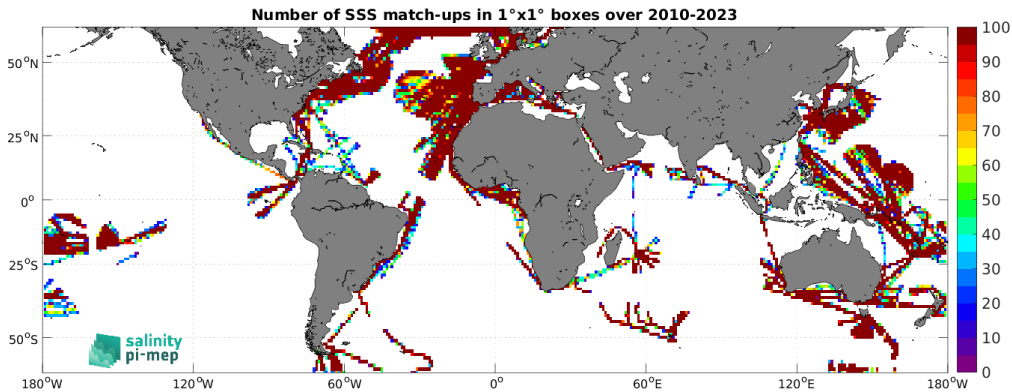 Number of SSS match-ups in 1°x1° boxes over 2010-2023
100
90
80
70
60
50
40
30
20
10
0
50°N
25°N
0°
25°S
50°S
salinity
pi-mep
180°W
120°W
60°W
0°
60°E
120°E
180°E